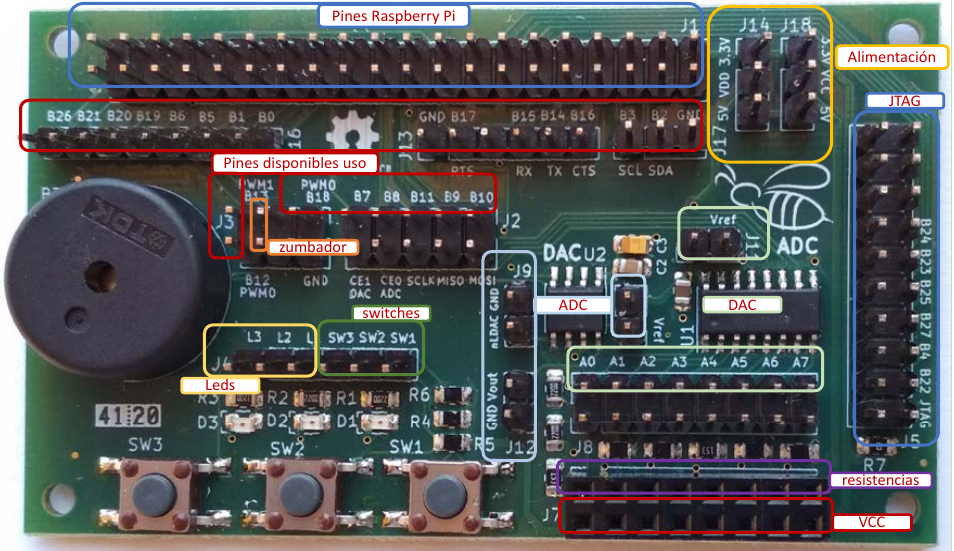 Pines Raspberry Pi
J1
J14 J18
3.3V VDD 5V
3.3V VCC 5V
Alimentación
JTAG
B26 B21 B20 B19 B6 B5 B1 B0
GND B17 B15 B14 B16
B3 B2 GND
J13
J17
RTS RX TX CTS
SCL SDA
Pines disponibles uso
PWM1
B13
PWM0
B18
B7 B8 B11 B9 B10
J3
J2
zumbador
TDK
B12
PWM0
GND
CE1
DAC
CE0
ADC
SCLK MISO MOSI
Vref
ADC
DAC U2
C3
C2
J9
LDAC GND
ADC
DAC
U1
Vref
B24 B23 B25 B27 B4 B22 JTAG
switches
L3 L2
SW3 SW2 SW1
J4
Leds
A0 A1 A2 A3 A4 A5 A6 A7
R3 R2 R1 R6
D3 D2 D1 R4
R5
41 20
GND Vout
J12
J8
J5
R7
SW3 SW2 SW1
resistencias
J7
VCC